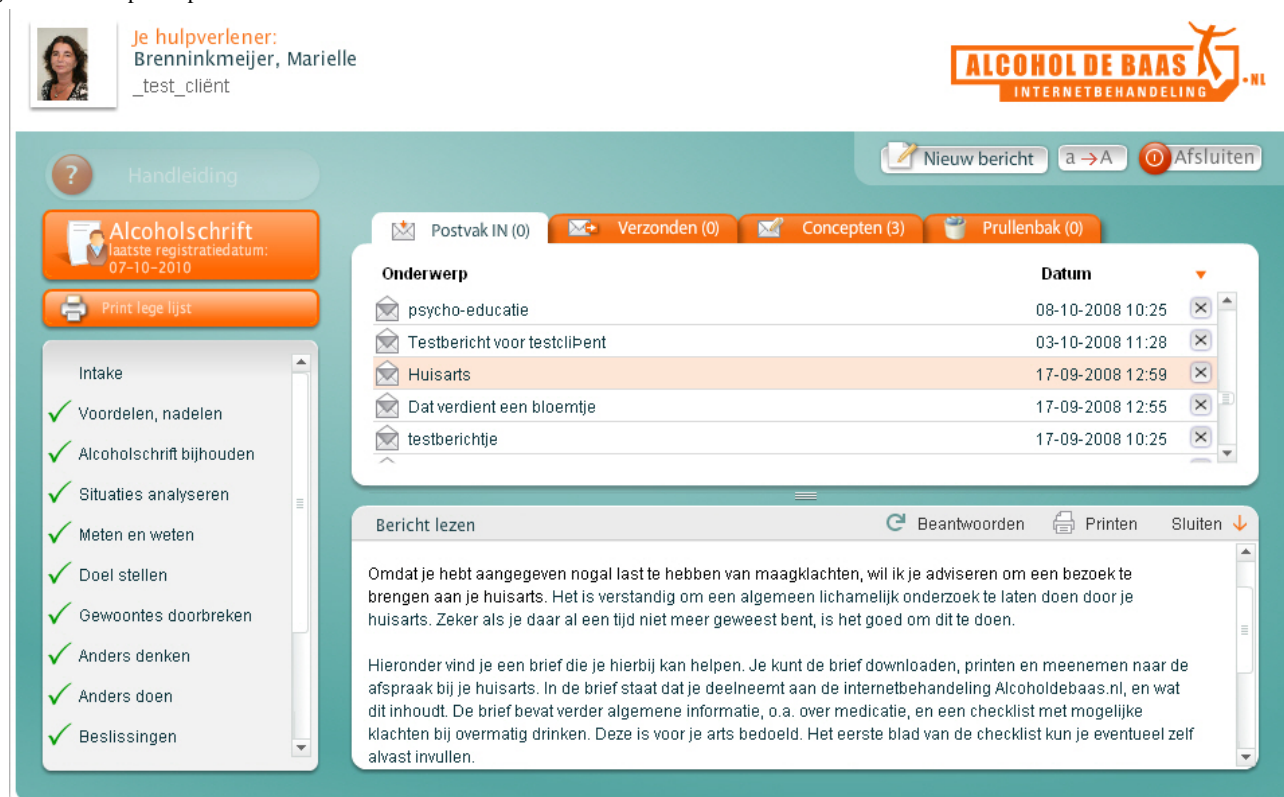 Je hulpverlener:
Brenninkmeijer, Marielle
_test_cliënt
ALCOHOL DE BAAS
.NL
INTERNETBEHANDELING
? Handleiding
Nieuw bericht
a→A
Afsluiten
Alcoholschrift
laatste registratiedatum:
07-10-2010
Print lege lijst
Intake
Voordelen, nadelen
Alcoholschrift bijhouden
Situaties analyseren
Meten en weten
Doel stellen
Gewoontes doorbreken
Anders denken
Anders doen
Beslissingen
Postvak IN (0)
Verzonden (0)
Concepten (3)
Prullenbak (0)
Onderwerp Datum
psycho-educatie 08-10-2008 10:25
Testbericht voor testcliÞent 03-10-2008 11:28
Huisarts 17-09-2008 12:59
Dat verdient een bloemtje 17-09-2008 12:55
testberichtje 17-09-2008 10:25
Bericht lezen Beantwoorden Printen Sluiten
Omdat je hebt aangegeven nogal last te hebben van maagklachten, wil ik je adviseren om een bezoek te
brengen aan je huisarts. Het is verstandig om een algemeen lichamelijk onderzoek te laten doen door je
huisarts. Zeker als je daar al een tijd niet meer geweest bent, is het goed om dit te doen.
Hieronder vind je een brief die je hierbij kan helpen. Je kunt de brief downloaden, printen en meenemen naar de
afspraak bij je huisarts. In de brief staat dat je deelneemt aan de internetbehandeling Alcoholdebaas.nl, en wat
dit inhoudt. De brief bevat verder algemene informatie, o.a. over medicatie, en een checklist met mogelijke
klachten bij overmatig drinken. Deze is voor je arts bedoeld. Het eerste blad van de checklist kun je eventueel zelf
alvast invullen.